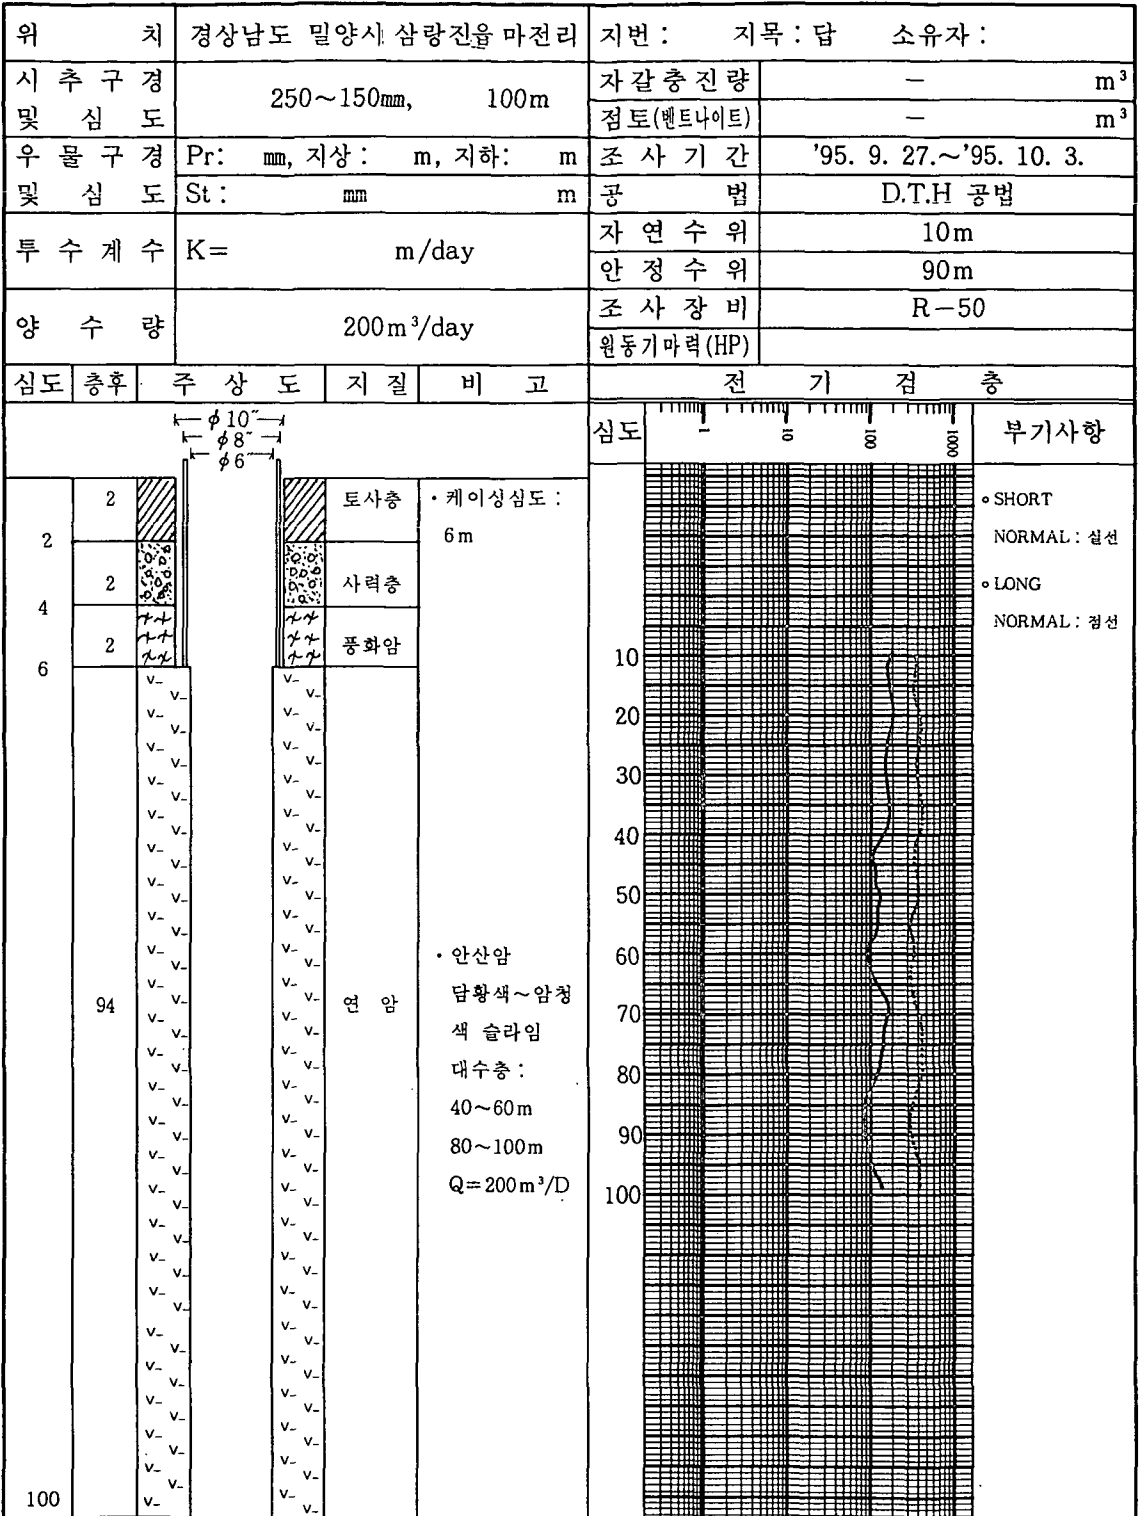 위 치 경상남도 밀양시 삼랑진읍 마전리 지번 : 지목 : 답 소유자 :
시 추 구 경 및 심 도 250~150㎜, 100m
자갈충진량 - m³
점토(벤트나이트) - m³
우 물 구 경 및 심 도 Pr: ㎜, 지상 : m, 지하: m
St : ㎜ m
조 사 기 간 '95. 9. 27.~'95. 10. 3.
공 법 D.T.H 공법
투 수 계 수 K= m/day
자 연 수 위 10m
안 정 수 위 90m
양 수 량 200m³/day
조 사 장 비 R-50
원동기마력(HP)
심도 층후 주 상 도 지 질 비 고 전 기 검 층
φ 10″
φ 8″
φ 6″
심도 1 10 100 1000 부기사항
2 토사층 • 케이싱심도 :
6m
2
2 사력층
4
2 풍화암
6
94 연 암
• 안산암
담황색~암청
색 슬라임
대수층 :
40~60m
80~100m
Q=200m³/D
100
∘ SHORT
NORMAL : 실선
∘ LONG
NORMAL : 점선
10
20
30
40
50
60
70
80
90
100